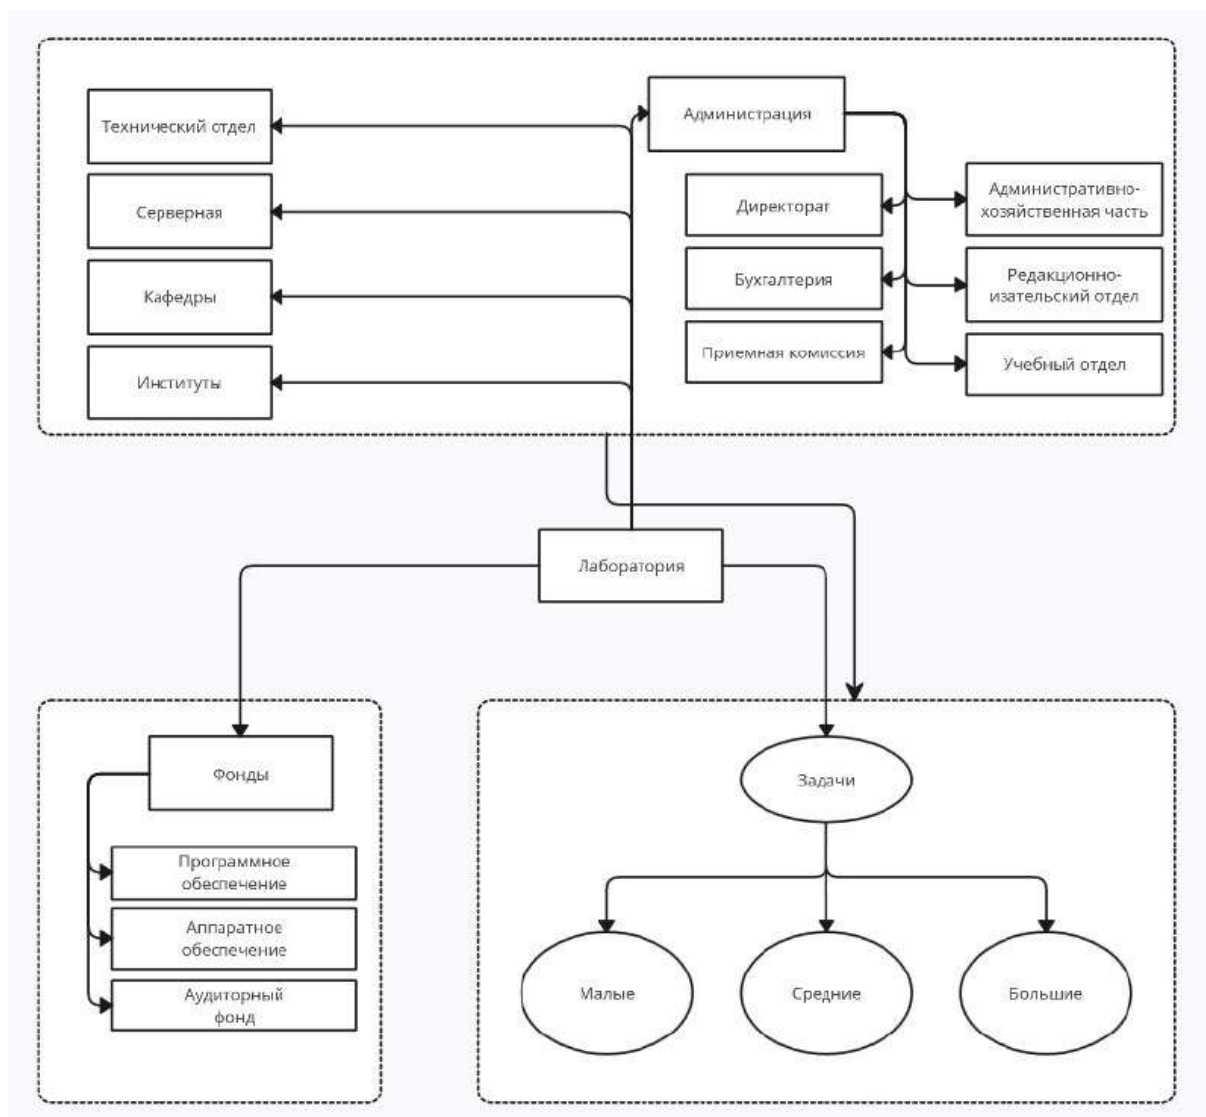 Технический отдел
Серверная
Кафедры
Институты
Администрация
Директорат
Бухгалтерия
Приемная комиссия
Административно-
хозяйственная часть
Редакционно-
изательский отдел
Учебный отдел
Лаборатория
Фонды
Программное
обеспечение
Аппаратное
обеспечение
Аудиторный
фонд
Задачи
Малые
Средние
Большие